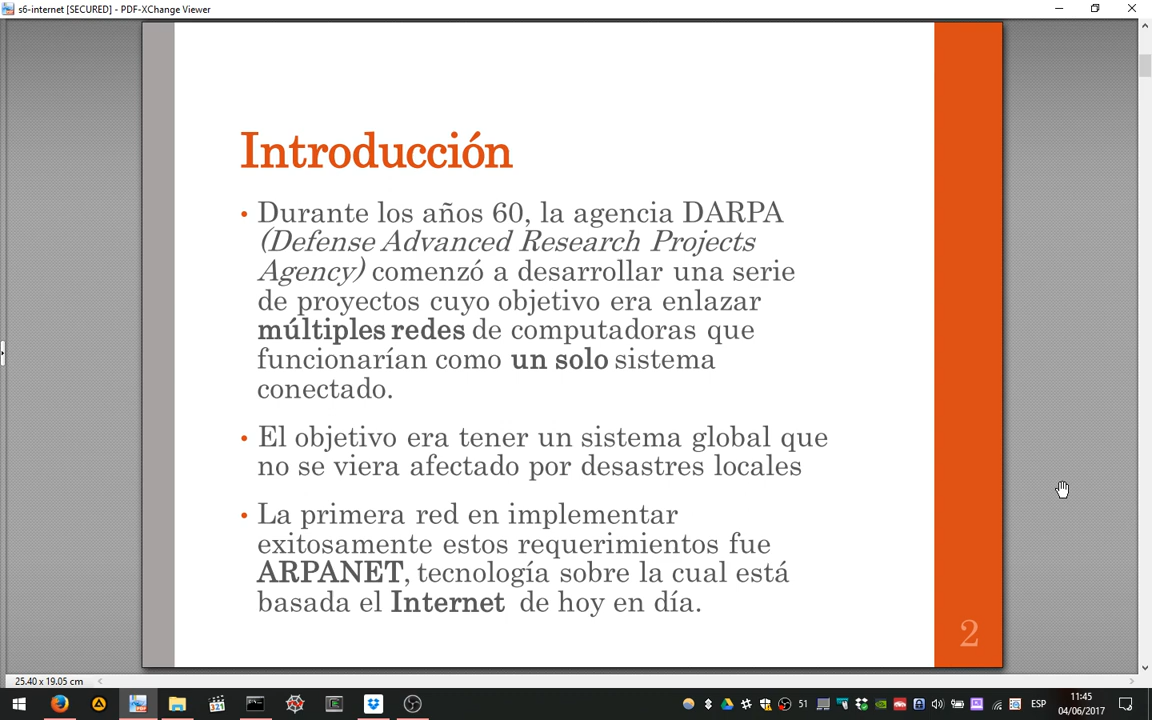 s6-internet [SECURED] - PDF-XChange Viewer
Introducción
• Durante los años 60, la agencia DARPA
(Defense Advanced Research Projects
Agency) comenzó a desarrollar una serie
de proyectos cuyo objetivo era enlazar
múltiples redes de computadoras que
funcionarían como un solo sistema
conectado.
• El objetivo era tener un sistema global que
no se viera afectado por desastres locales
• La primera red en implementar
exitosamente estos requerimientos fue
ARPANET, tecnología sobre la cual está
basada el Internet de hoy en día.
2
25.40 x 19.05 cm
321
51
ESP
11:45
04/06/2017